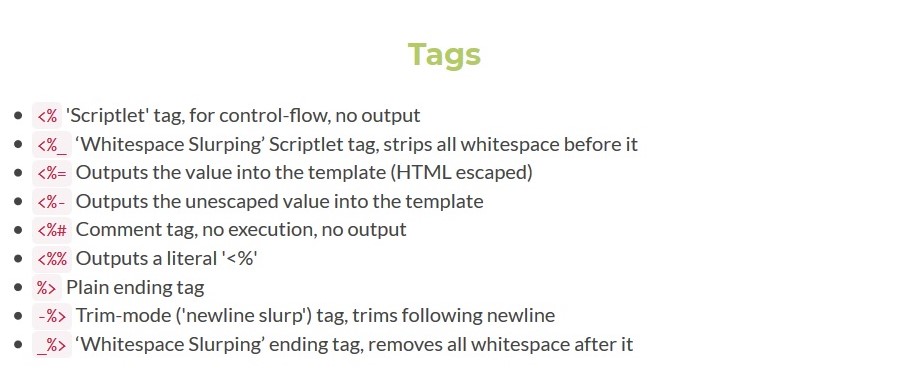 Tags
<% 'Scriptlet' tag, for control-flow, no output
<%_ ‘Whitespace Slurping’ Scriptlet tag, strips all whitespace before it
<%= Outputs the value into the template (HTML escaped)
<%- Outputs the unescaped value into the template
<%# Comment tag, no execution, no output
<%% Outputs a literal '<%'
%> Plain ending tag
-%> Trim-mode ('newline slurp') tag, trims following newline
_%> ‘Whitespace Slurping’ ending tag, removes all whitespace after it